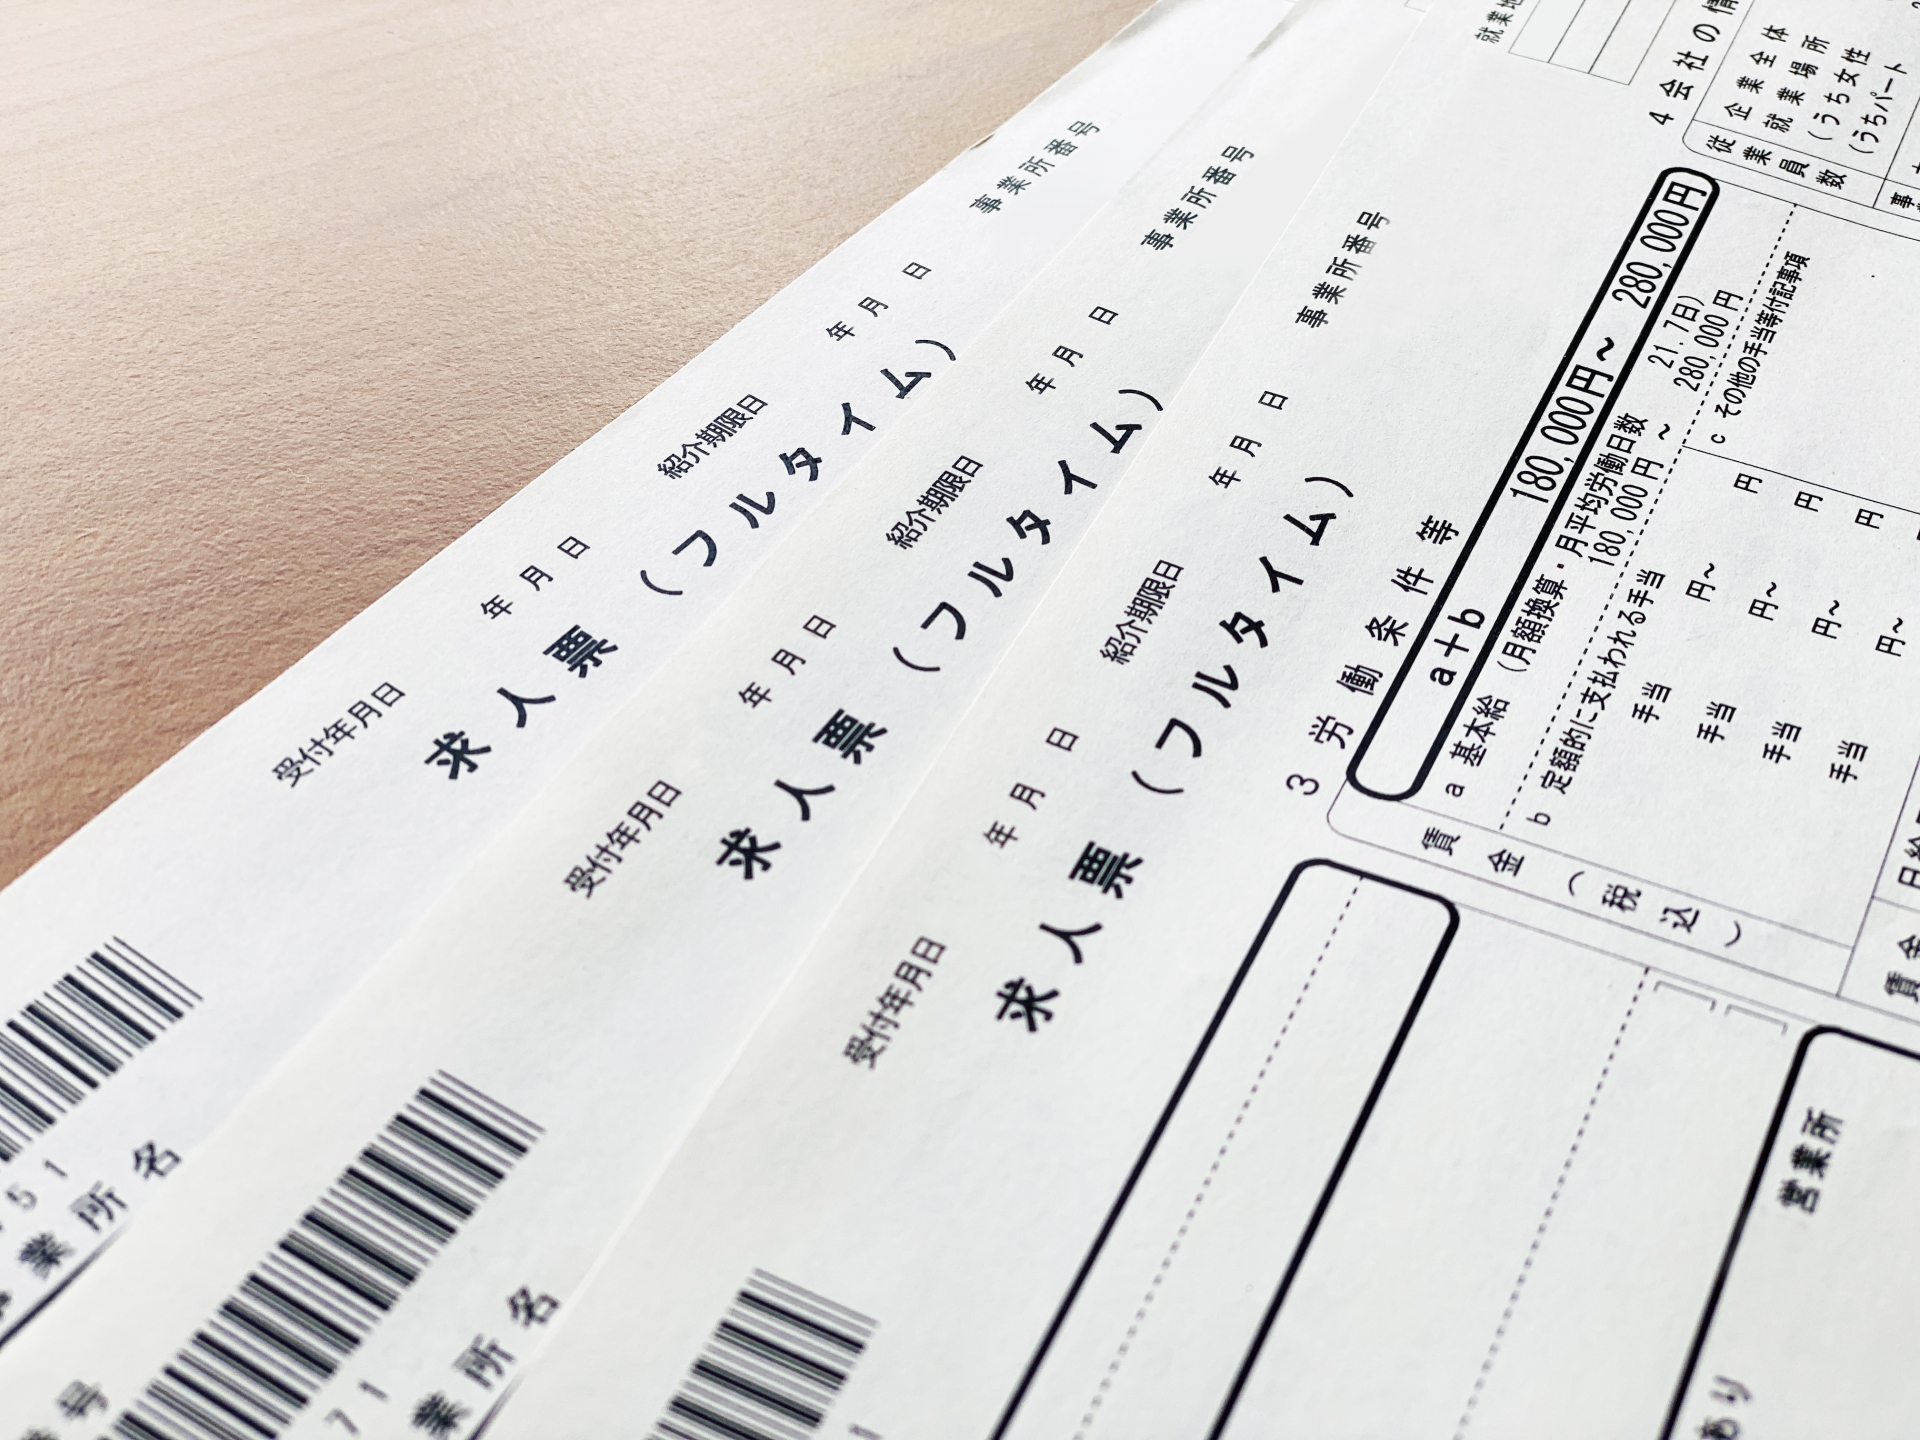 受付年月日 年 月 日 紹介期限日 年 月 日 事業所番号
求人票 (フルタイム)
51
業所名
受付年月日 年 月 日 紹介期限日 年 月 日 事業所番号
求人票 (フルタイム)
号
71
業所名
受付年月日 年 月 日 紹介期限日 年 月 日 事業所番号
求人票 (フルタイム)
1
営業所
あり
3 労働条件等
a+b 180,000円~ 280,000円
賃金(税込)
a 基本給 (月額換算・月平均労働日数 21.7日)
180,000円 ~ 280,000円
b 定額的に支払われる手当
手当 円~ 円
手当 円~ 円
手当 円~ 円
手当 円~
c その他の手当等付記事項
賃金
日給
就業地
4 会社の情
従業員数
企業全体
就業場所
(うち女性
(うちパート
事